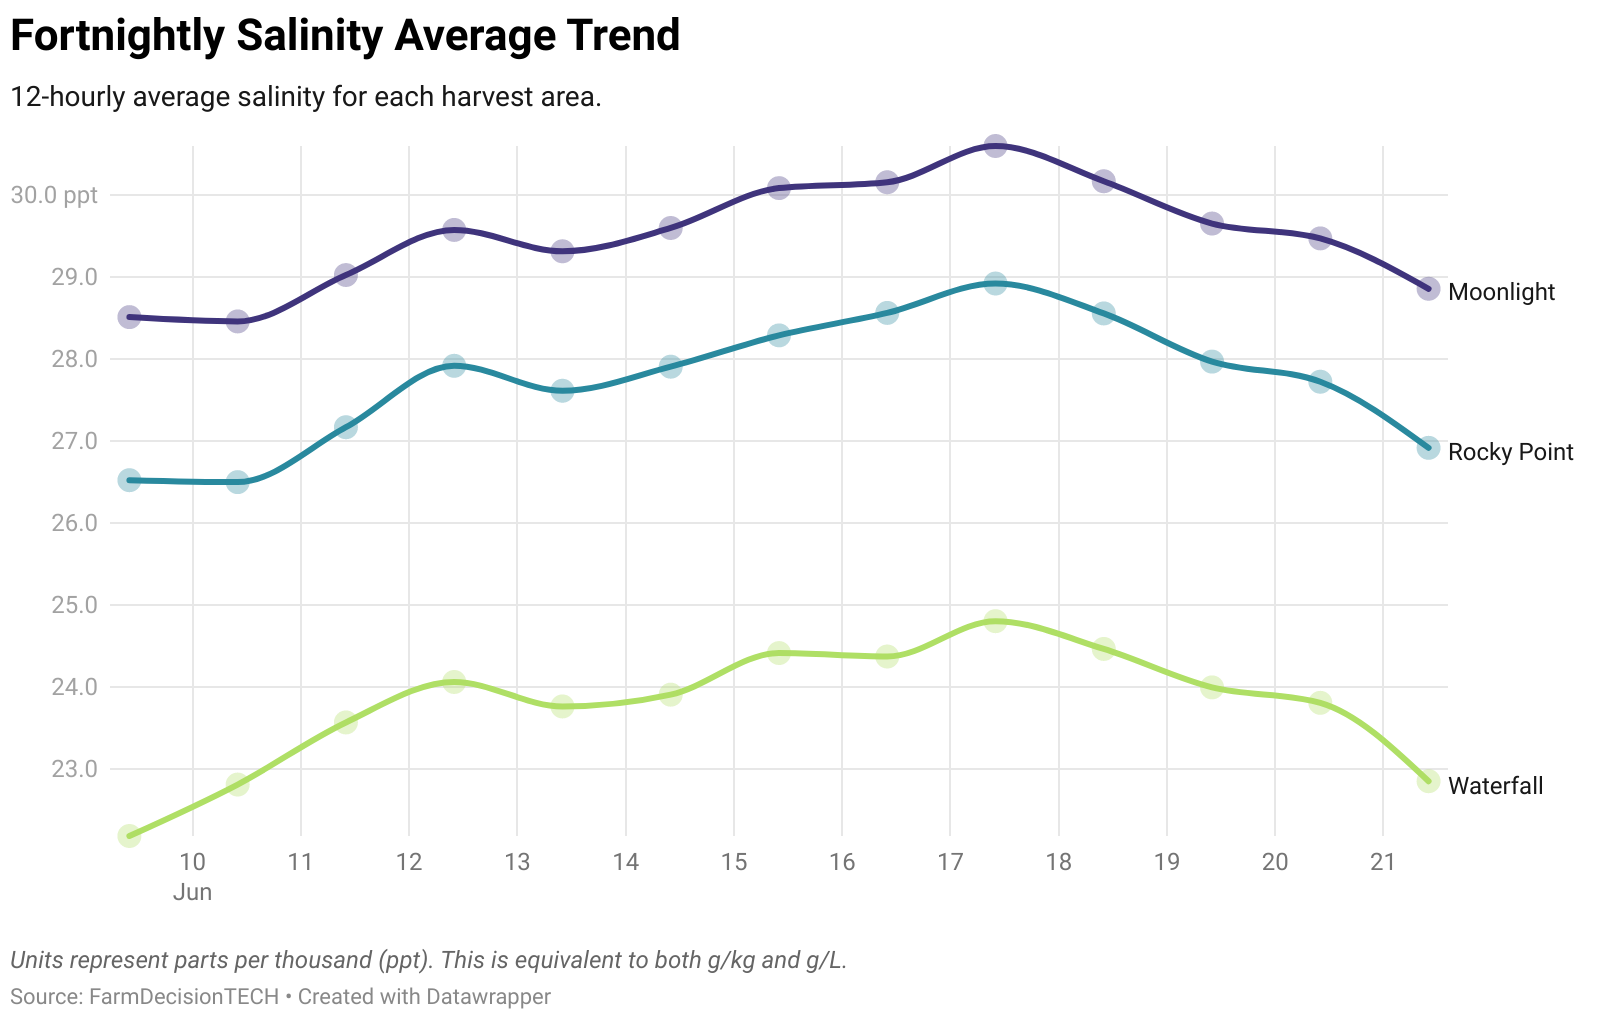 Fortnightly Salinity Average Trend
12-hourly average salinity for each harvest area.
30.0 ppt
29.0
28.0
27.0
26.0
25.0
24.0
23.0
Moonlight
Rocky Point
Waterfall
10 11 12 13 14 15 16 17 18 19 20 21
Jun
Units represent parts per thousand (ppt). This is equivalent to both g/kg and g/L.
Source: FarmDecisionTECH • Created with Datawrapper